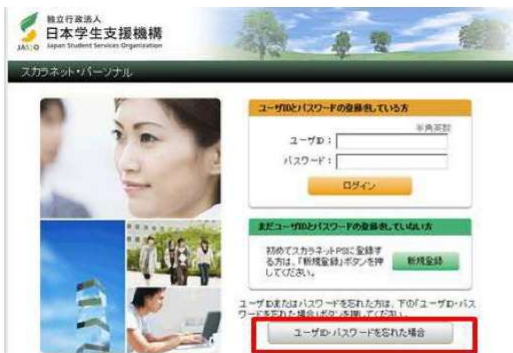 独立行政法人
日本学生支援機構
JASSO Japan Student Services Organization
スカラネット・パーソナル
ユーザIDとパスワードの登録をしている方
半角英数
ユーザID：
パスワード：
ログイン
まだユーザIDとパスワードの登録をしていない方
初めてスカラネットPSに登録す
る方は、「新規登録」ボタンを押
してください。
新規登録
ユーザIDまたはパスワードを忘れた方は、下の「ユーザID・パス
ワードを忘れた場合」ボタンを押してください。
ユーザID・パスワードを忘れた場合